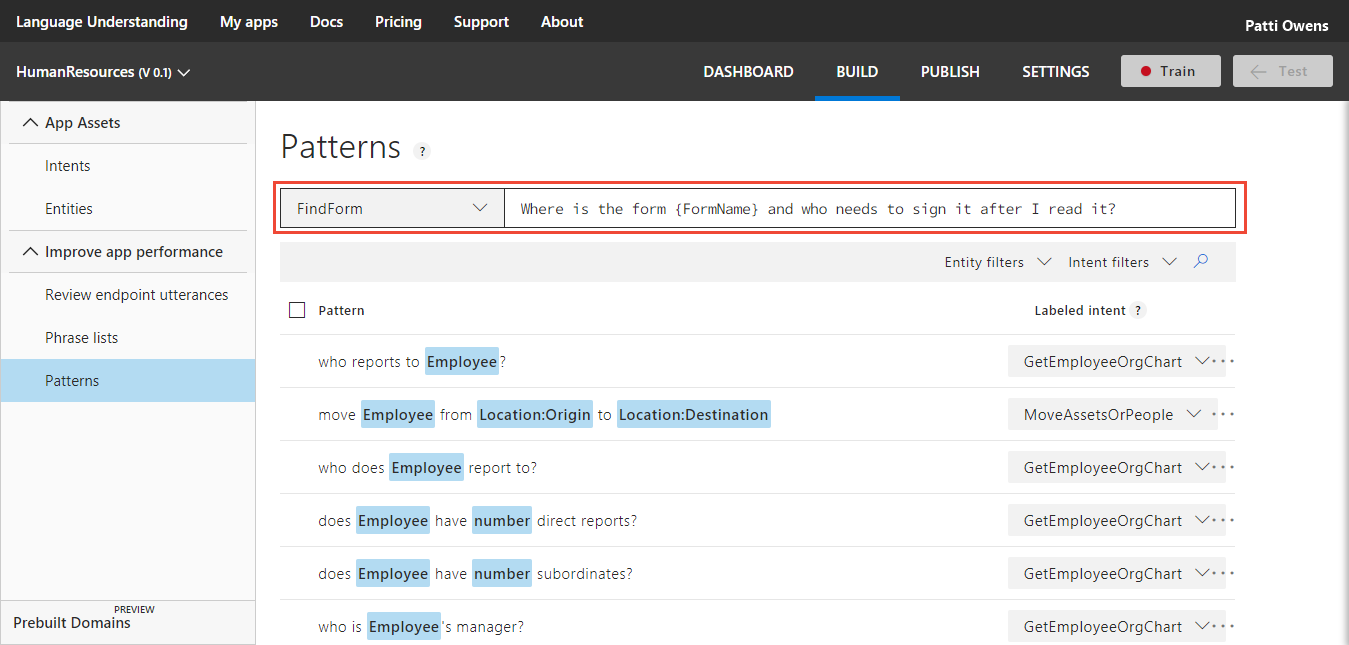 Language Understanding My apps Docs Pricing Support About Patti Owens
HumanResources (V 0.1) DASHBOARD BUILD PUBLISH SETTINGS Train Test
App Assets
Intents
Entities
Improve app performance
Review endpoint utterances
Phrase lists
Patterns
PREVIEW
Prebuilt Domains
Patterns ?
FindForm Where is the form {FormName} and who needs to sign it after I read it?
Entity filters Intent filters
Pattern Labeled intent ?
who reports to Employee? GetEmployeeOrgChart
move Employee from Location:Origin to Location:Destination MoveAssetsOrPeople
who does Employee report to? GetEmployeeOrgChart
does Employee have number direct reports? GetEmployeeOrgChart
does Employee have number subordinates? GetEmployeeOrgChart
who is Employee's manager? GetEmployeeOrgChart